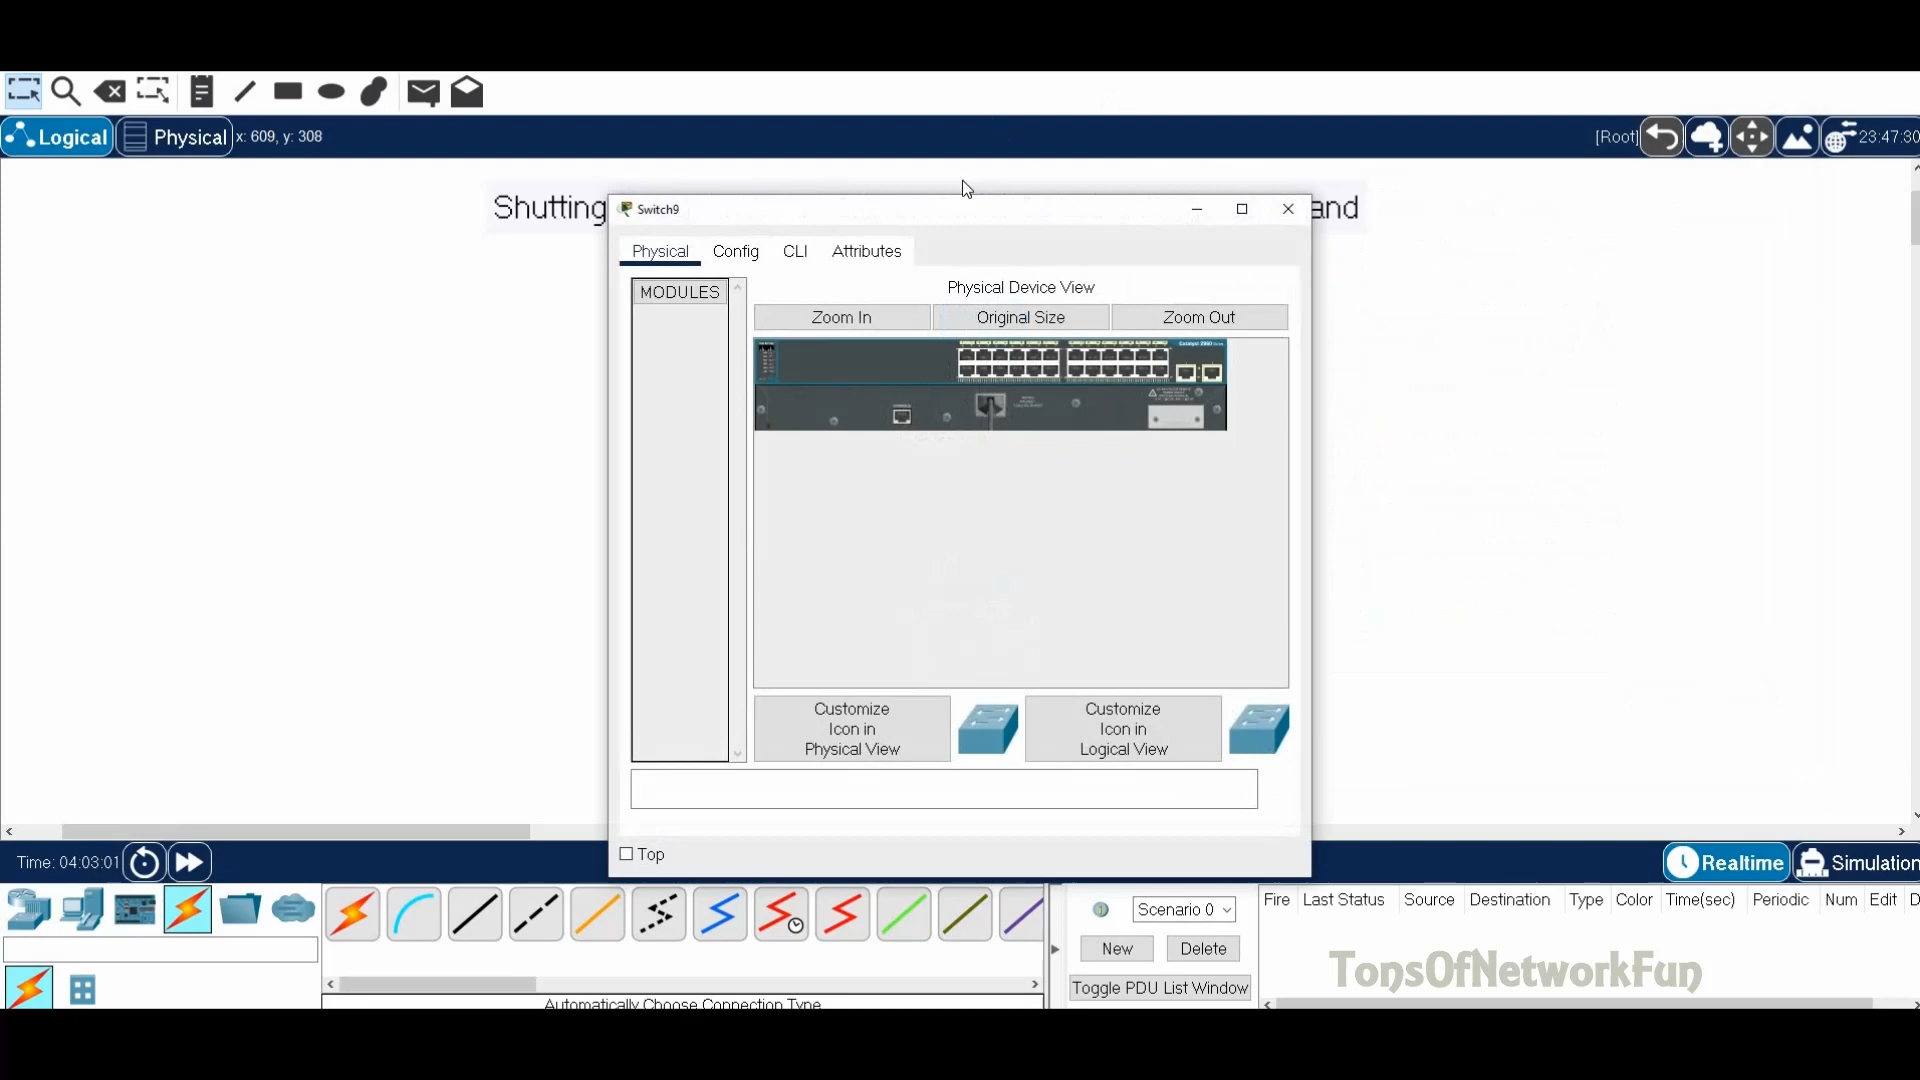 Logical
Physical
x: 609, y: 308
[Root]
23:47:30
Shutting
and
Switch9
Physical
Config
CLI
Attributes
MODULES
Physical Device View
Zoom In
Original Size
Zoom Out
Catalyst 2960
Customize
Icon in
Physical View
Customize
Icon in
Logical View
Top
Time: 04:03:01
Realtime
Simulation
Scenario 0
New
Delete
Toggle PDU List Window
Fire Last Status Source Destination Type Color Time(sec) Periodic Num Edit D
TonsOfNetworkFun
Automatically Choose Connection Type